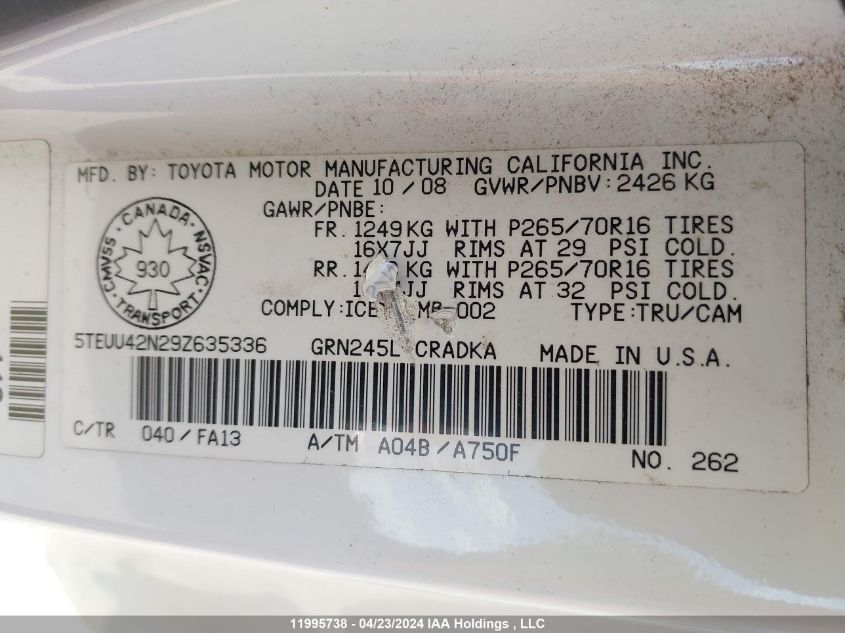 MFD. BY: TOYOTA MOTOR MANUFACTURING CALIFORNIA INC.
DATE 10 / 08 GVWR/PNBV: 2426 KG
GAWR/PNBE:
FR. 1249 KG WITH P265/70R16 TIRES
16X7JJ RIMS AT 29 PSI COLD.
RR. KG WITH P265/70R16 TIRES
RIMS AT 32 PSI COLD.
COMPLY: 002 TYPE: TRU/CAM
CANADA
CMVSS NSVAC
930
TRANSPORT
5TEUU42N29Z635336 GRN245L CRADKA MADE IN U.S.A.
C/TR 040 / FA13 A/TM A04B / A750F NO. 262
11995738 - 04/23/2024 IAA Holdings , LLC